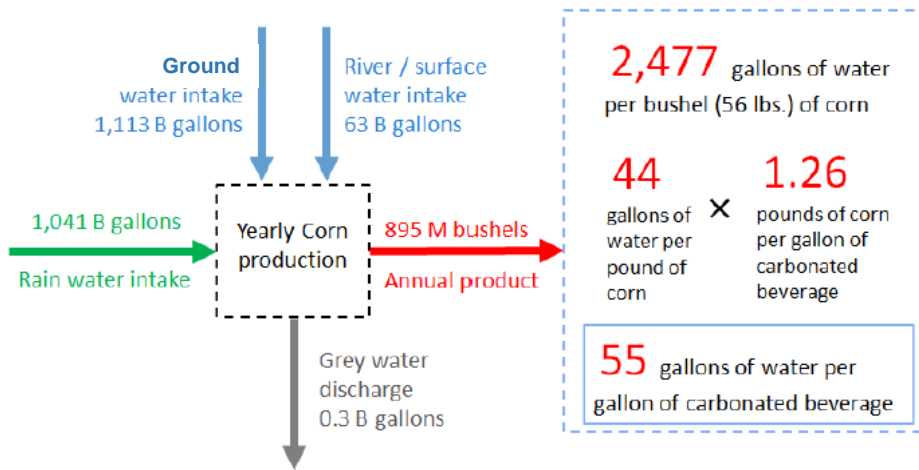 Ground
water intake
1,113 B gallons
River / surface
water intake
63 B gallons
1,041 B gallons
Rain water intake
Yearly Corn
production
895 M bushels
Annual product
Grey water
discharge
0.3 B gallons
2,477 gallons of water
per bushel (56 lbs.) of corn
44
gallons of
water per
pound of
corn
×
1.26
pounds of corn
per gallon of
carbonated
beverage
55 gallons of water per
gallon of carbonated beverage